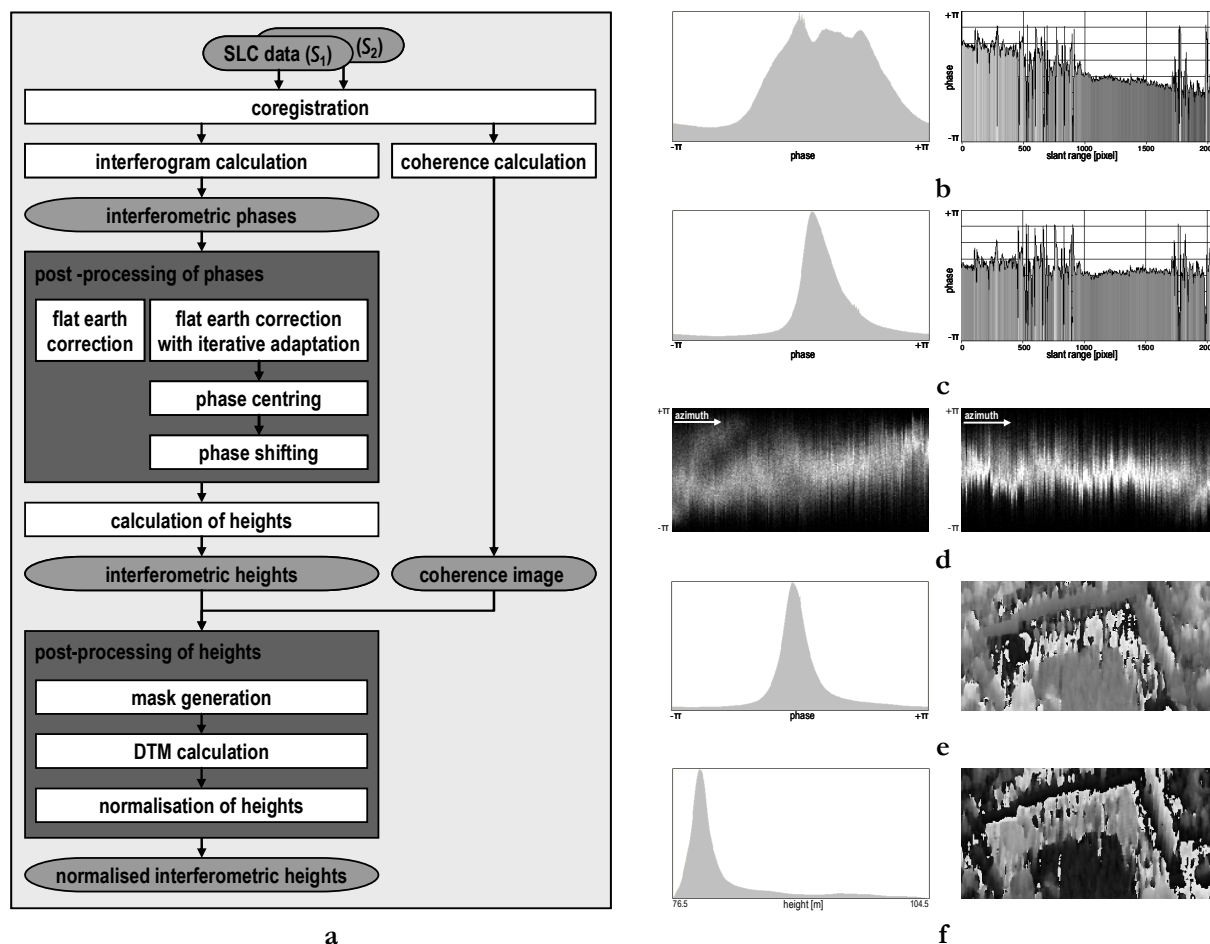 SLC data (S1)
(S2)
coregistration
interferogram calculation
coherence calculation
interferometric phases
post -processing of phases
flat earth
correction
flat earth correction
with iterative adaptation
phase centring
phase shifting
calculation of heights
interferometric heights
coherence image
post-processing of heights
mask generation
DTM calculation
normalisation of heights
normalised interferometric heights
a
-π
phase
+π
+π
phase
-π
0
500
1000
1500
200
slant range [pixel]
b
-π
phase
+π
+π
phase
-π
0
500
1000
1500
200
slant range [pixel]
c
+π
azimuth
-π
+π
azimuth
-π
d
-π
phase
+π
e
76.5
height [m]
104.5
f